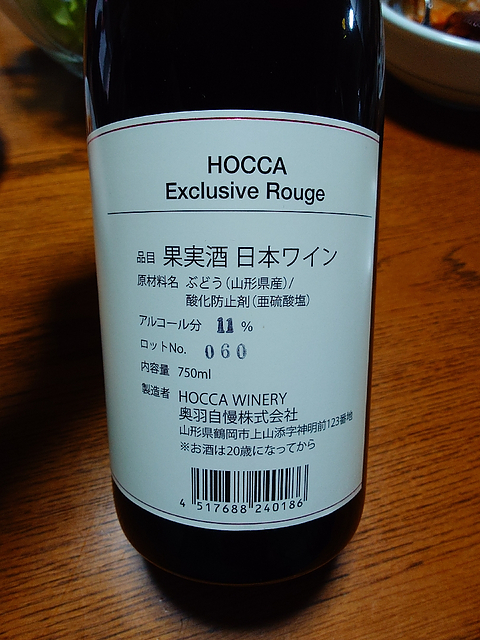 HOCCA
Exclusive Rouge
品目 果実酒 日本ワイン
原材料名 ぶどう(山形県産)/
酸化防止剤(亜硫酸塩)
アルコール分 11 %
ロットNo. 060
内容量 750ml
製造者 HOCCA WINERY
奥羽自慢株式会社
山形県鶴岡市上山添字神明前123番地
※お酒は20歳になってから
4 517688 240186